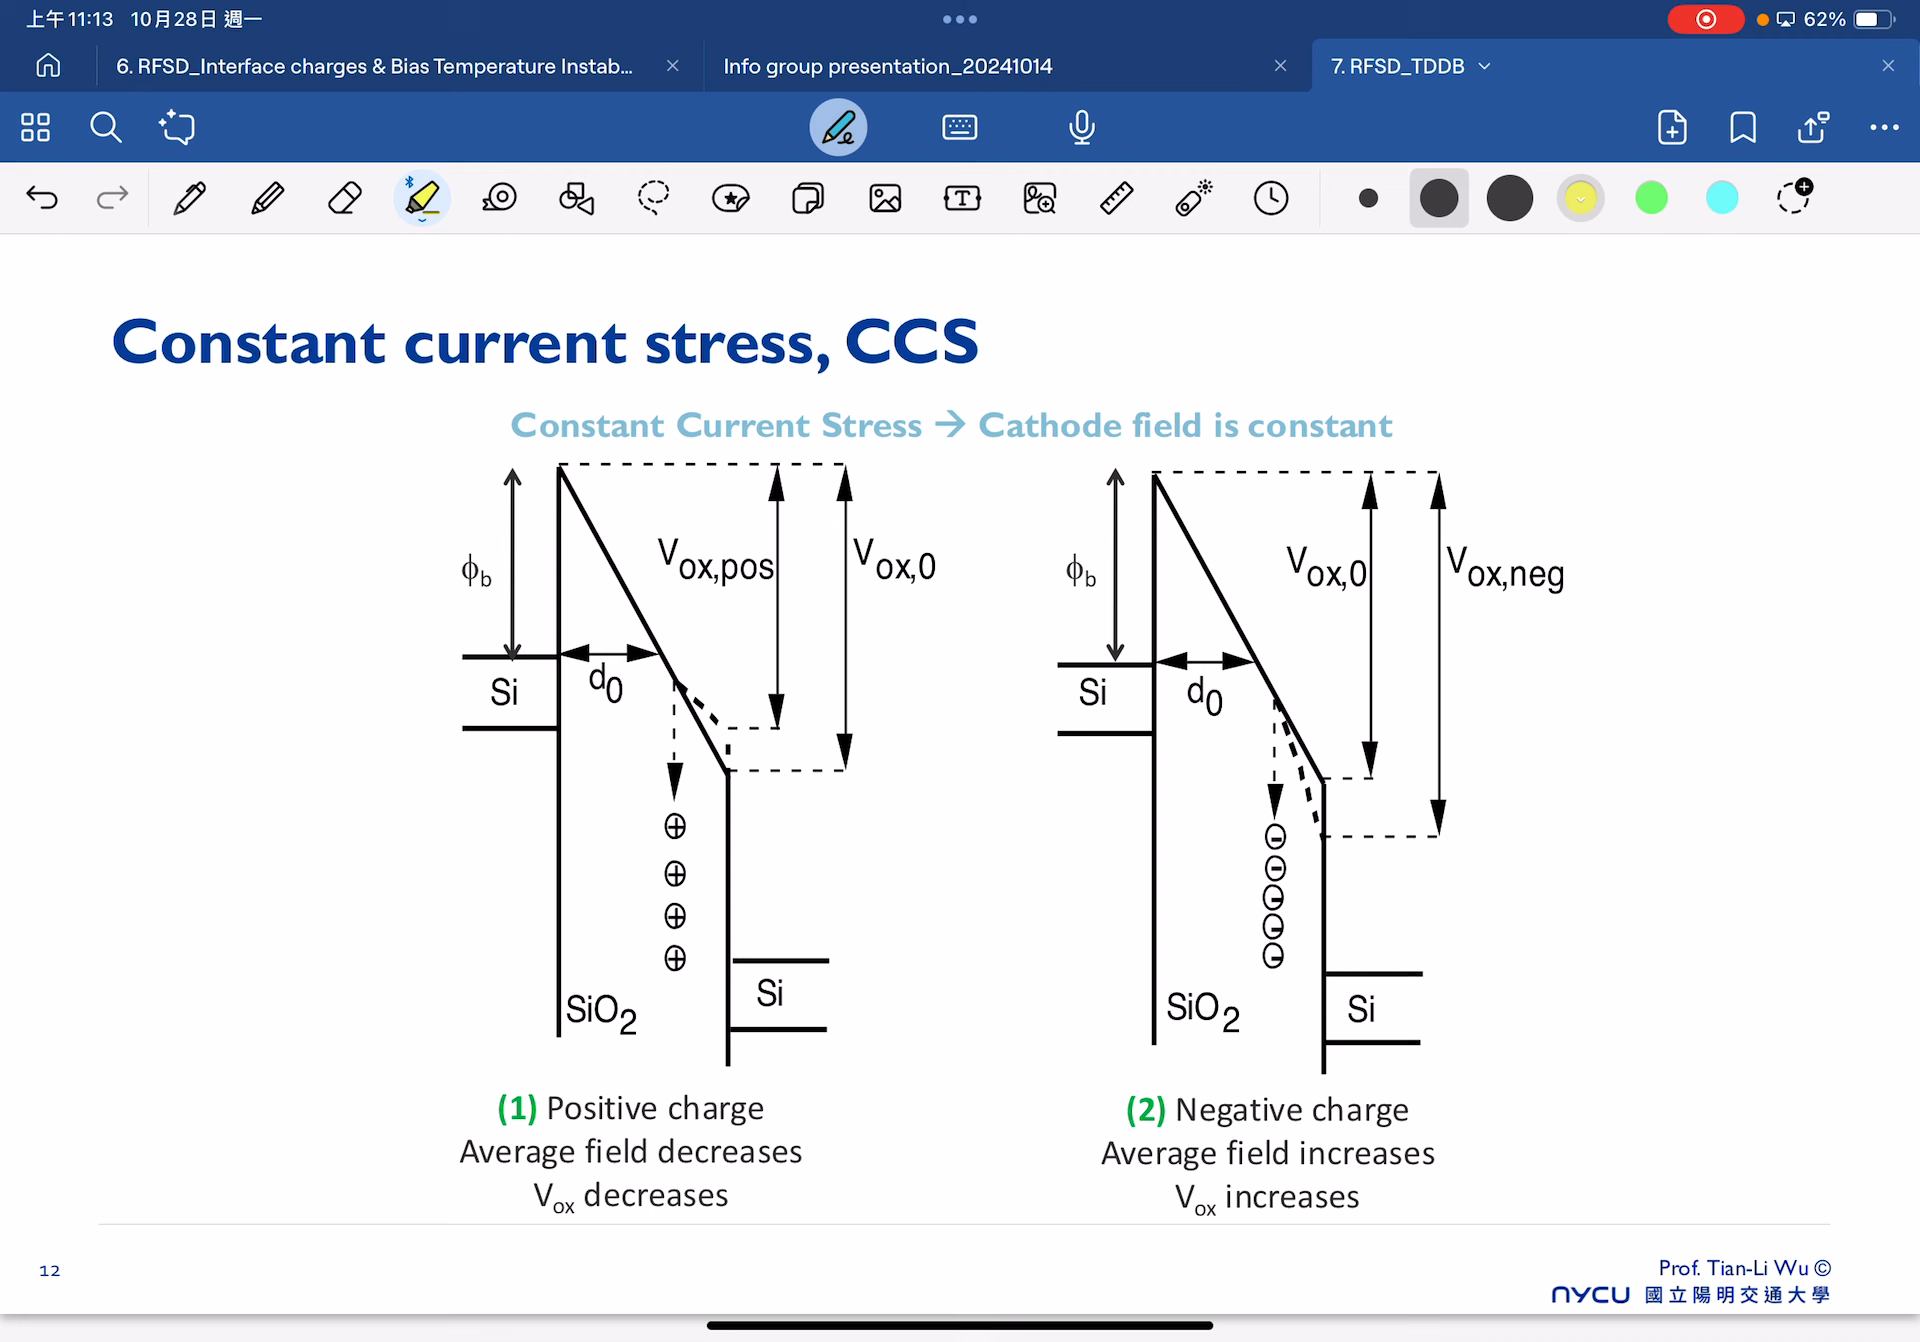 上午11:13 10月28日 週一
62%
6. RFSD_Interface charges & Bias Temperature Instab...
Info group presentation_20241014
7. RFSD_TDDB
Constant current stress, CCS
Constant Current Stress → Cathode field is constant
ϕb
Vox,pos
Vox,0
d0
Si
SiO2
Si
ϕb
Vox,0
Vox,neg
d0
Si
SiO2
Si
(1) Positive charge
Average field decreases
Vox decreases
(2) Negative charge
Average field increases
Vox increases
12
Prof. Tian-Li Wu ©
NYCU 國立陽明交通大學